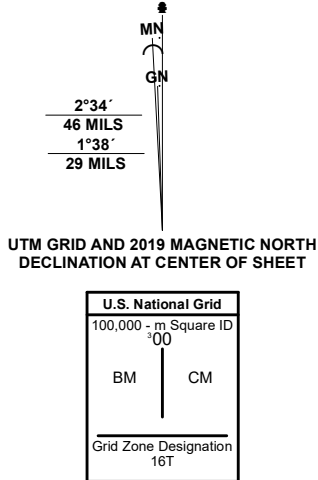 MN
GN
2°34´
46 MILS
1°38´
29 MILS
UTM GRID AND 2019 MAGNETIC NORTH
DECLINATION AT CENTER OF SHEET
U.S. National Grid
100,000 - m Square ID
³00
BM CM
Grid Zone Designation
16T